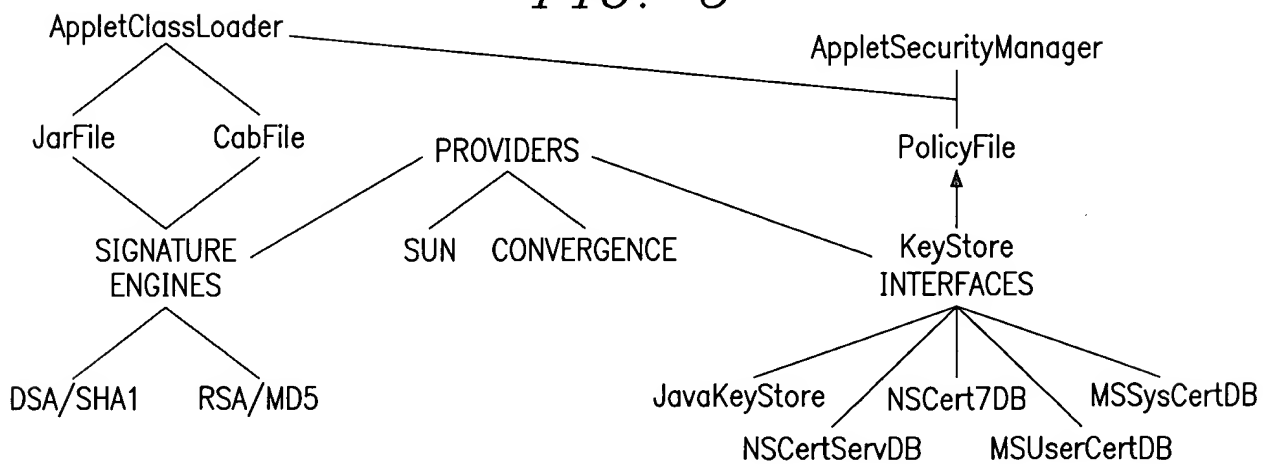 AppletClassLoader
AppletSecurityManager
JarFile
CabFile
PROVIDERS
PolicyFile
SIGNATURE
ENGINES
SUN
CONVERGENCE
KeyStore
INTERFACES
DSA/SHA1
RSA/MD5
JavaKeyStore
NSCert7DB
MSSysCertDB
NSCertServDB
MSUserCertDB